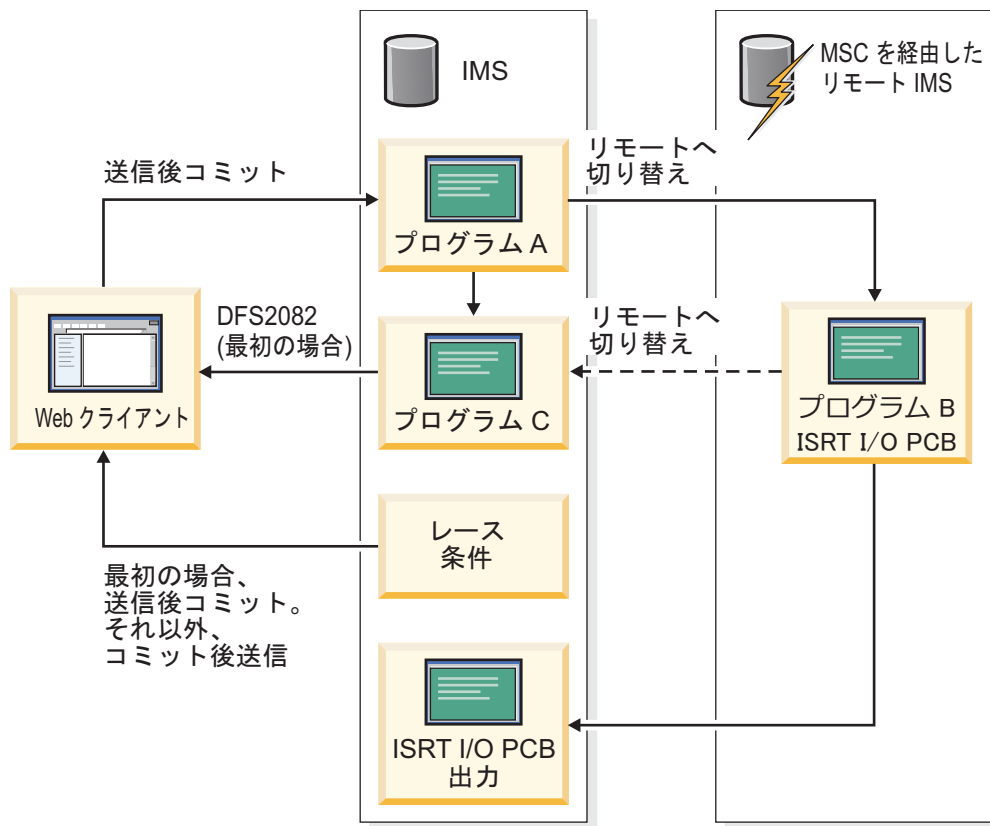 IMS
MSC を経由した
リモート IMS
送信後コミット
リモートへ
切り替え
プログラム A
DFS2082
(最初の場合)
リモートへ
切り替え
Web クライアント
プログラム C
プログラム B
ISRT I/O PCB
レース
条件
最初の場合、
送信後コミット。
それ以外、
コミット後送信
ISRT I/O PCB
出力